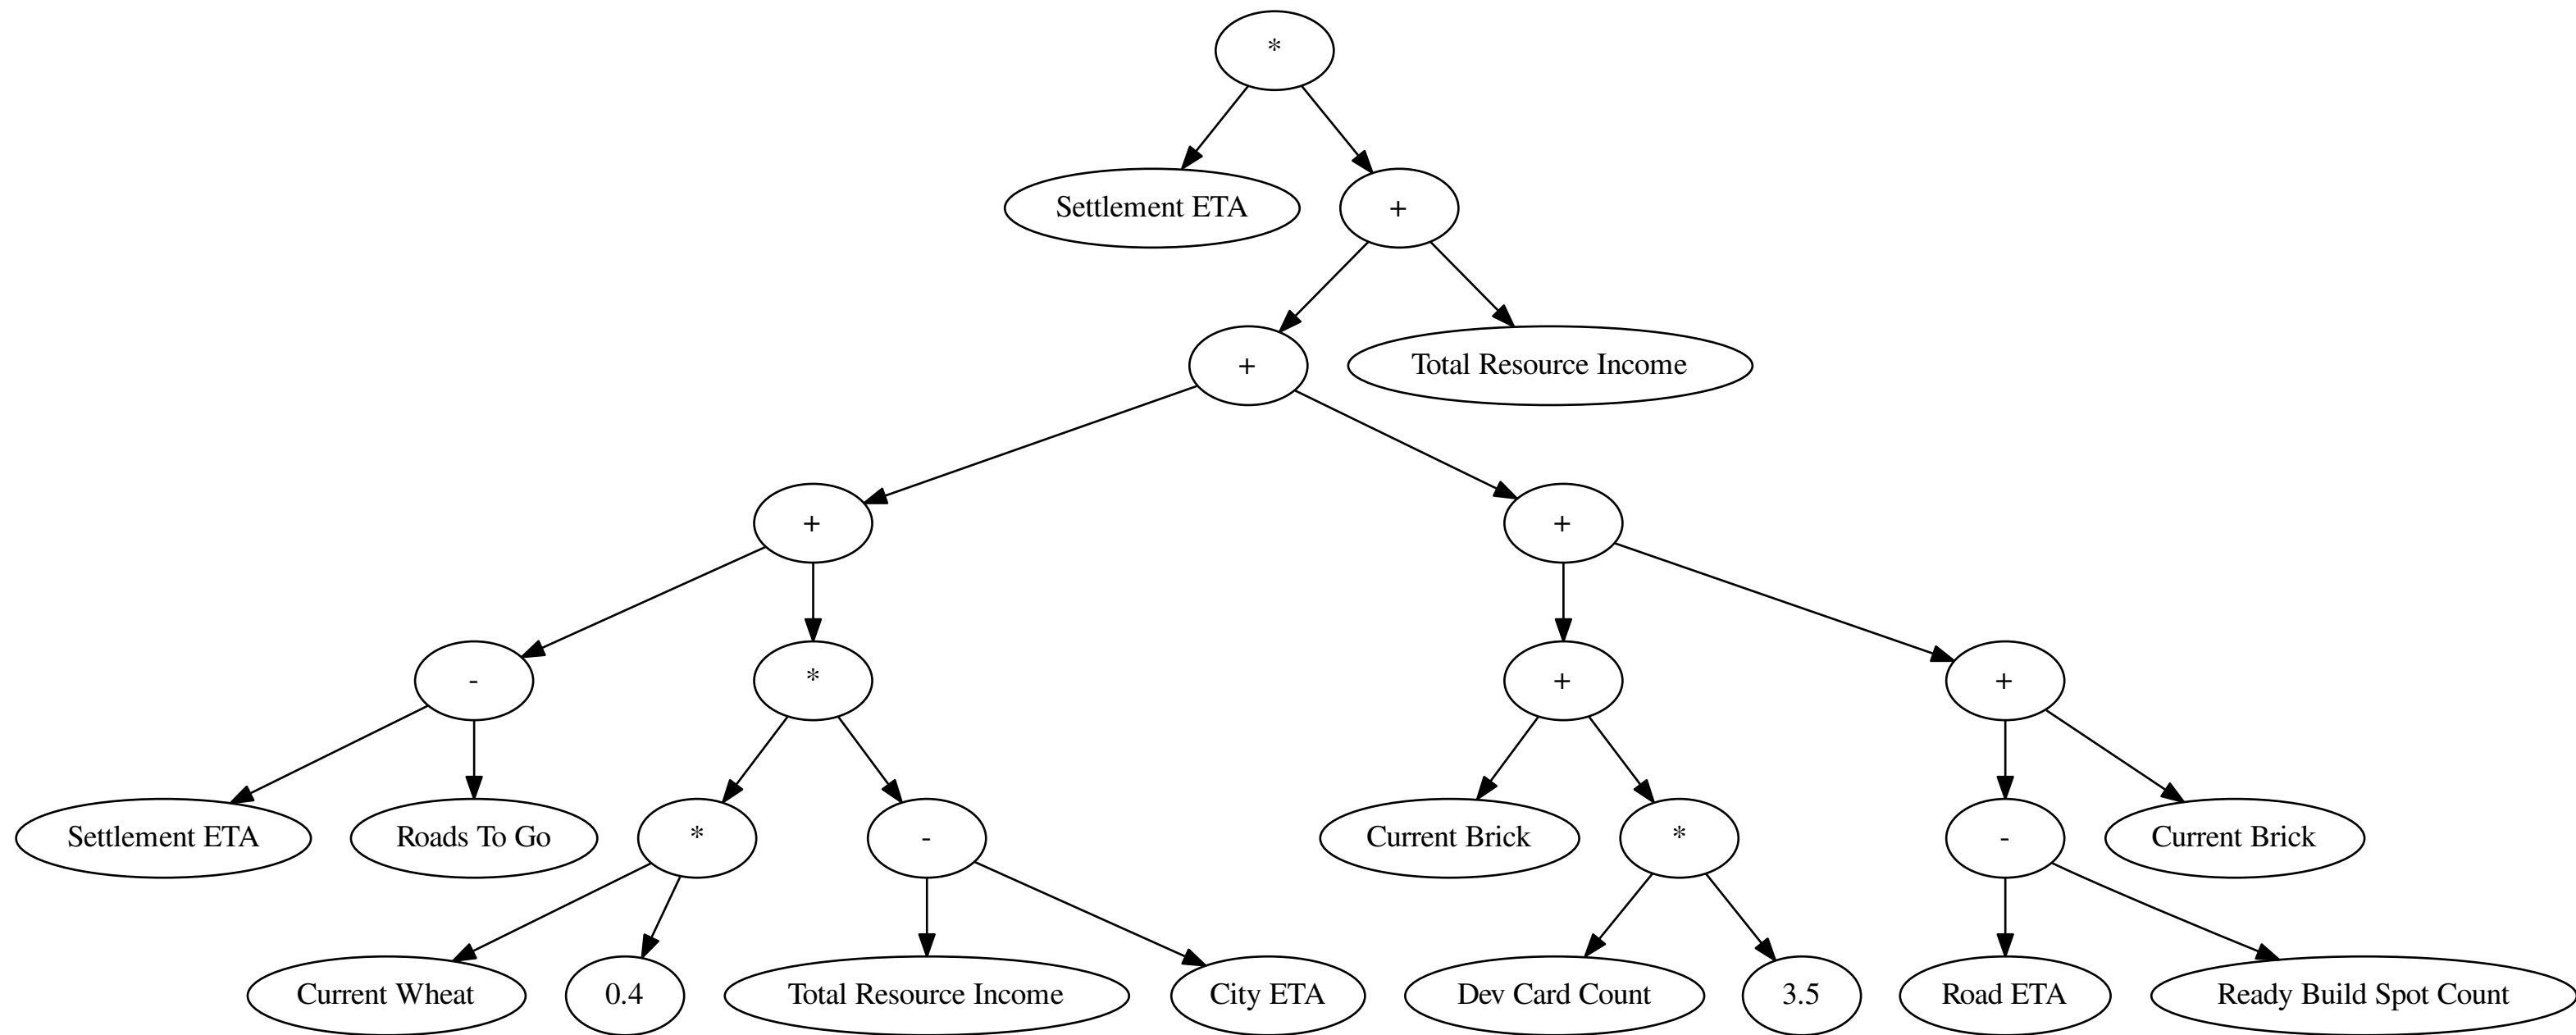 *
Settlement ETA
+
+
Total Resource Income
+
+
-
*
+
+
Settlement ETA
Roads To Go
*
-
Current Brick
*
-
Current Brick
Current Wheat
0.4
Total Resource Income
City ETA
Dev Card Count
3.5
Road ETA
Ready Build Spot Count